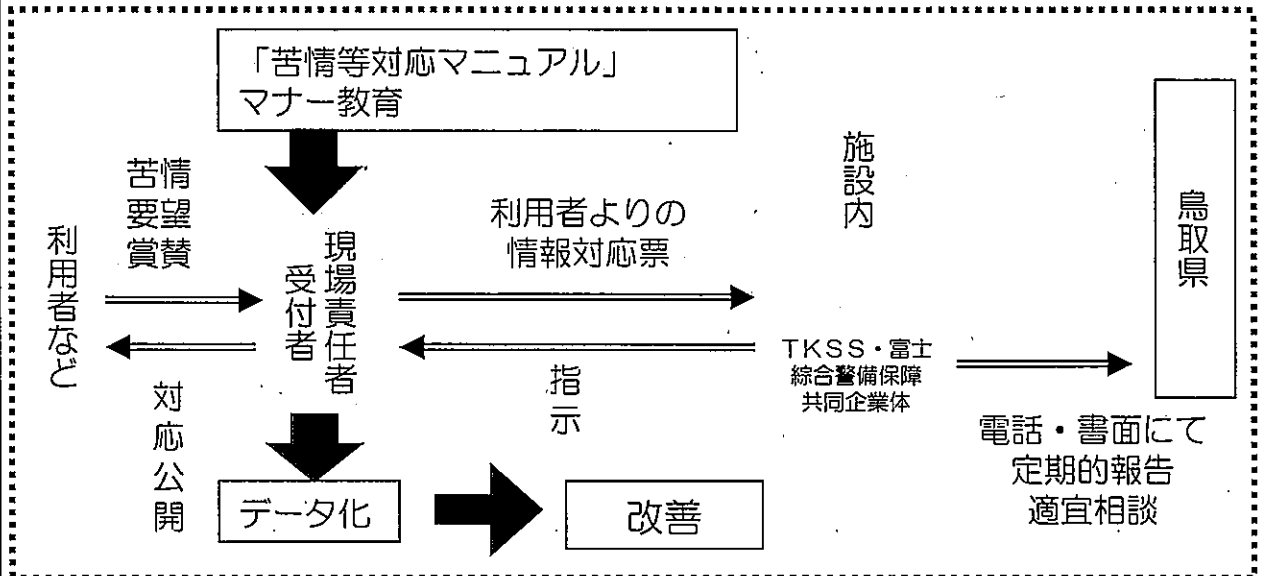 「苦情等対応マニュアル」
マナー教育
苦情
要望
賞賛
利用者など
現場責任者
受付者
利用者よりの
情報対応票
施設内
鳥取県
指示
TKSS・富士
綜合警備保障
共同企業体
対応公開
電話・書面にて
定期的報告
適宜相談
データ化
改善